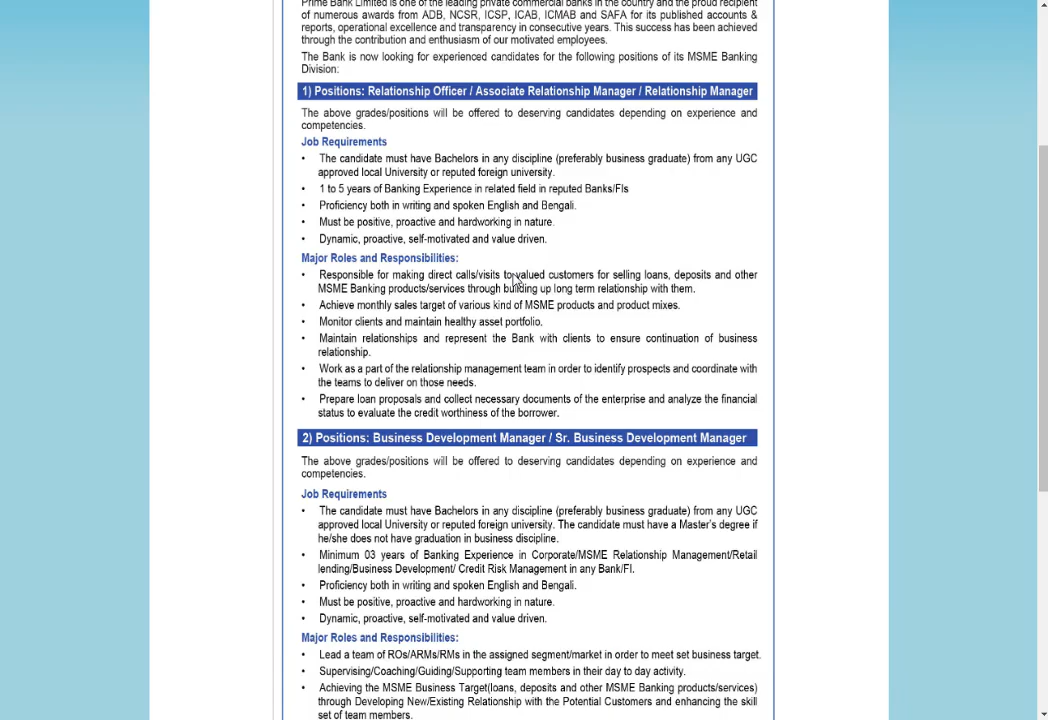 Prime Bank Limited is one of the leading private commercial banks in the country and the proud recipient
of numerous awards from ADB, NCSR, ICSP, ICAB, ICMAB and SAFA for its published accounts &
reports, operational excellence and transparency in consecutive years. This success has been achieved
through the contribution and enthusiasm of our motivated employees.
The Bank is now looking for experienced candidates for the following positions of its MSME Banking
Division:
1) Positions: Relationship Officer / Associate Relationship Manager / Relationship Manager
The above grades/positions will be offered to deserving candidates depending on experience and
competencies.
Job Requirements
• The candidate must have Bachelors in any discipline (preferably business graduate) from any UGC
approved local University or reputed foreign university.
• 1 to 5 years of Banking Experience in related field in reputed Banks/FIs
• Proficiency both in writing and spoken English and Bengali.
• Must be positive, proactive and hardworking in nature.
• Dynamic, proactive, self-motivated and value driven.
Major Roles and Responsibilities:
• Responsible for making direct calls/visits to valued customers for selling loans, deposits and other
MSME Banking products/services through building up long term relationship with them.
• Achieve monthly sales target of various kind of MSME products and product mixes.
• Monitor clients and maintain healthy asset portfolio.
• Maintain relationships and represent the Bank with clients to ensure continuation of business
relationship.
• Work as a part of the relationship management team in order to identify prospects and coordinate with
the teams to deliver on those needs.
• Prepare loan proposals and collect necessary documents of the enterprise and analyze the financial
status to evaluate the credit worthiness of the borrower.
2) Positions: Business Development Manager / Sr. Business Development Manager
The above grades/positions will be offered to deserving candidates depending on experience and
competencies.
Job Requirements
• The candidate must have Bachelors in any discipline (preferably business graduate) from any UGC
approved local University or reputed foreign university. The candidate must have a Master's degree if
he/she does not have graduation in business discipline.
• Minimum 03 years of Banking Experience in Corporate/MSME Relationship Management/Retail
lending/Business Development/ Credit Risk Management in any Bank/FI.
• Proficiency both in writing and spoken English and Bengali.
• Must be positive, proactive and hardworking in nature.
• Dynamic, proactive, self-motivated and value driven.
Major Roles and Responsibilities:
• Lead a team of ROs/ARMs/RMs in the assigned segment/market in order to meet set business target.
• Supervising/Coaching/Guiding/Supporting team members in their day to day activity.
• Achieving the MSME Business Target(loans, deposits and other MSME Banking products/services)
through Developing New/Existing Relationship with the Potential Customers and enhancing the skill
set of team members.